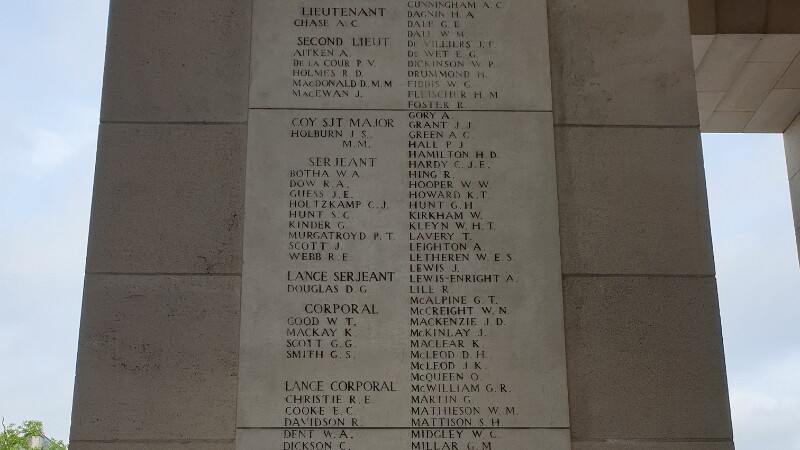 LIEUTENANT
CHASE A. C.
SECOND LIEUT
AITKEN A.
DE LA COUR P. V.
HOLMES R. D.
MACDONALD D. M. M
MACEWAN J.
COY SJT MAJOR
HOLBURN J. S.,
M.M.
SERJEANT
BOTHA W. A.
DOW R. A.
GUESS J. E.
HOLTZKAMP C. J.
HUNT S. G.
KINDER G.
MURGATROYD P. T.
SCOTT J.
WEBB R. E
LANCE SERJEANT
DOUGLAS D. G
CORPORAL
GOOD W. T.
MACKAY K.
SCOTT G. G.
SMITH G. S.
LANCE CORPORAL
CHRISTIE R. E.
COOKE E. C.
DAVIDSON R.
DENT W. A.
DICKSON C.
CUNNINGHAM A. C.
DAGNIN H. A.
DALE G. E.
DALL W. M.
DE VILLIERS J. F.
DE WET E. G.
DICKINSON W. P.
DRUMMOND H.
FIDDIS W. G.
FLEISCHER H. M.
FOSTER R.
GORY A.
GRANT J. J.
GREEN A. C.
HALL P. J.
HAMILTON H. D.
HARDY C. J. E.
HING R.
HOOPER W. W.
HOWARD K. T.
HUNT G. H
KIRKHAM W.
KLEYN W. H. T.
LAVERY T.
LEIGHTON A.
LETHEREN W. E. S.
LEWIS J.
LEWIS-ENRIGHT A.
LILE R.
MCALPINE G. T.
MCCREIGHT W. N.
MACKENZIE J. D.
MCKINLAY J.
MACLEAR K.
MCLEOD D. H.
MCLEOD J. K.
MCQUEEN O.
MCWILLIAM G. R.
MARTIN G.
MATHIESON W. M.
MATTISON S. H.
MIDGLEY W. C.
MILLAR G. M